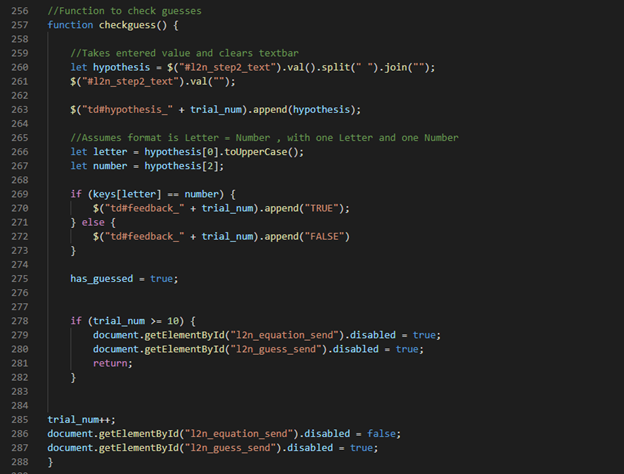 256 //Function to check guesses
257 function checkguess() {
258
259 //Takes entered value and clears textbar
260 let hypothesis = $("#l2n_step2_text").val().split(" ").join("");
261 $("#l2n_step2_text").val("");
262
263 $("td#hypothesis_" + trial_num).append(hypothesis);
264
265 //Assumes format is Letter = Number , with one Letter and one Number
266 let letter = hypothesis[0].toUpperCase();
267 let number = hypothesis[2];
268
269 if (keys[letter] == number) {
270 $("td#feedback_" + trial_num).append("TRUE");
271 } else {
272 $("td#feedback_" + trial_num).append("FALSE")
273 }
274
275 has_guessed = true;
276
277
278 if (trial_num >= 10) {
279 document.getElementById("l2n_equation_send").disabled = true;
280 document.getElementById("l2n_guess_send").disabled = true;
281 return;
282 }
283
284
285 trial_num++;
286 document.getElementById("l2n_equation_send").disabled = false;
287 document.getElementById("l2n_guess_send").disabled = true;
288 }